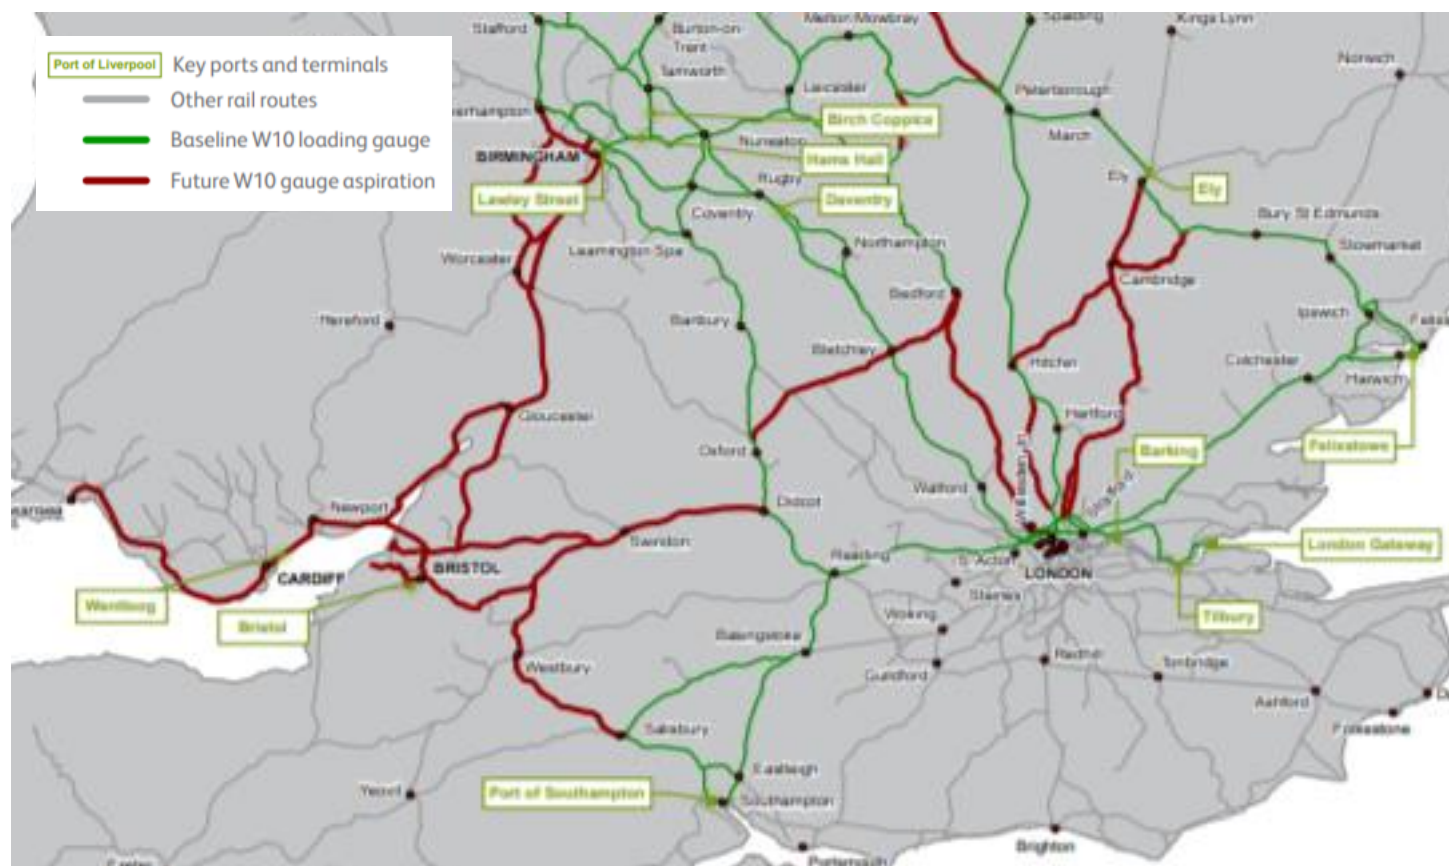 Stafford
Burton-on-
Trent
Melton Mowbray
Spalding
Kings Lynn
Port of Liverpool
Key ports and terminals
Other rail routes
Baseline W10 loading gauge
Future W10 gauge aspiration
Tamworth
Leicester
Peterborough
Norwich
erhampton
Birch Coppice
March
Nuneaton
BIRMINGHAM
Hams Hall
Ely
Ely
Lawley Street
Rugby
Daventry
Coventry
Bury St Edmunds
Leamington Spa
Northampton
Stowmarket
Worcester
Cambridge
Bedford
Hereford
Banbury
Ipswich
Bletchley
Hitchin
Colchester
Harwich
Gloucester
Hertford
Felixstowe
Oxford
Barking
Watford
Willesden Jn
Stratford
Didcot
Newport
Swindon
Reading
S Acton
London Gateway
CARDIFF
BRISTOL
LONDON
Staines
Wentloog
Bristol
Woking
Tilbury
Basingstoke
Westbury
Guildford
Redhill
Tonbridge
Ashford
Folkestone
Salisbury
Eastleigh
Yeovil
Port of Southampton
Southampton
Brighton
Portsmouth